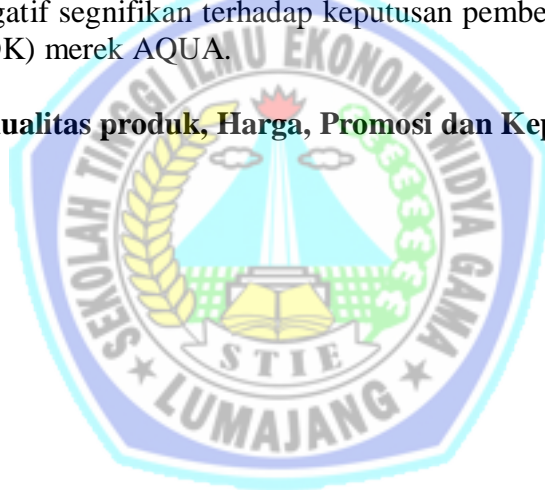 gatif segnifikan terhadap keputusan pembe
DK) merek AQUA.
ualitas produk, Harga, Promosi dan Kep
SEKOLAH TINGGI ILMU EKONOMI WIDYA GAMA
STIE
LUMAJANG